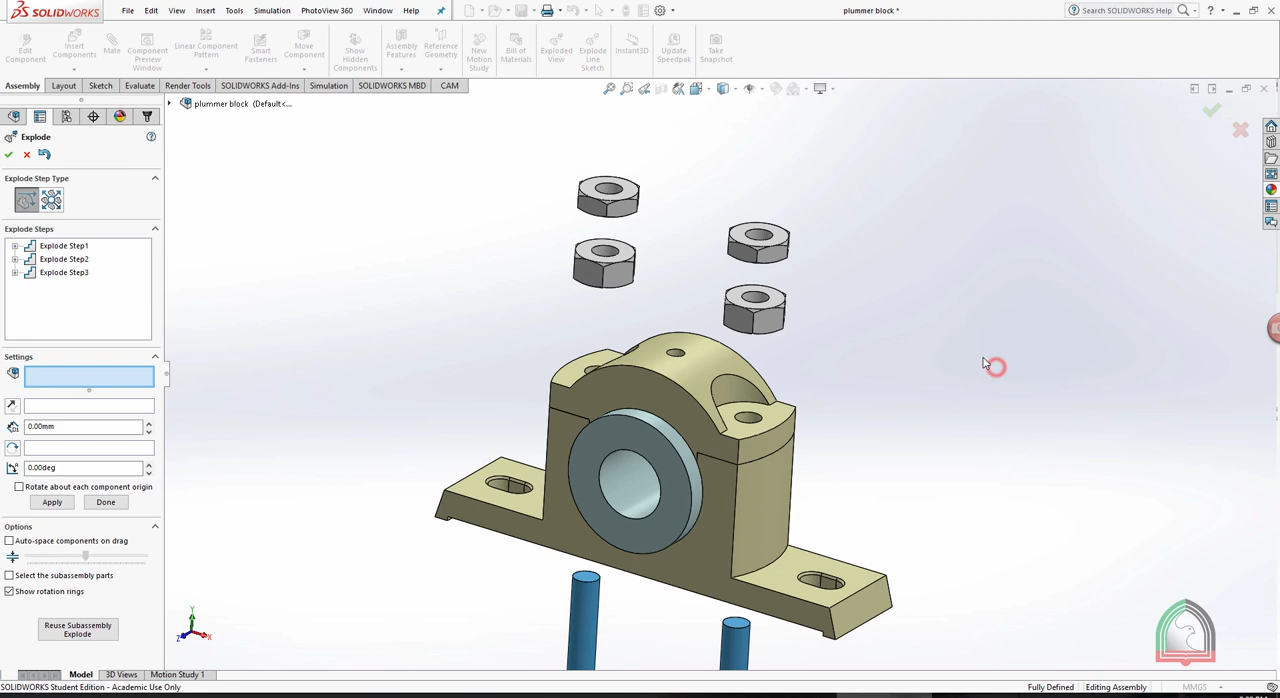 SOLIDWORKS
File Edit View Insert Tools Simulation PhotoView 360 Window Help
plummer block *
Search SOLIDWORKS Help
Edit Component
Insert Components
Mate
Component Preview Window
Linear Component Pattern
Smart Fasteners
Move Component
Show Hidden Components
Assembly Features
Reference Geometry
New Motion Study
Bill of Materials
Exploded View
Explode Line Sketch
Instant3D
Update Speedpak
Take Snapshot
Assembly Layout Sketch Evaluate Render Tools SOLIDWORKS Add-Ins Simulation SOLIDWORKS MBD CAM
plummer block (Default<...
Explode
Explode Step Type
Explode Steps
Explode Step1
Explode Step2
Explode Step3
Settings
0.00mm
0.00deg
Rotate about each component origin
Apply Done
Options
Auto-space components on drag
Select the subassembly parts
Show rotation rings
Reuse Subassembly
Explode
Y
Z X
Model 3D Views Motion Study 1
SOLIDWORKS Student Edition - Academic Use Only
Fully Defined Editing Assembly MMGS